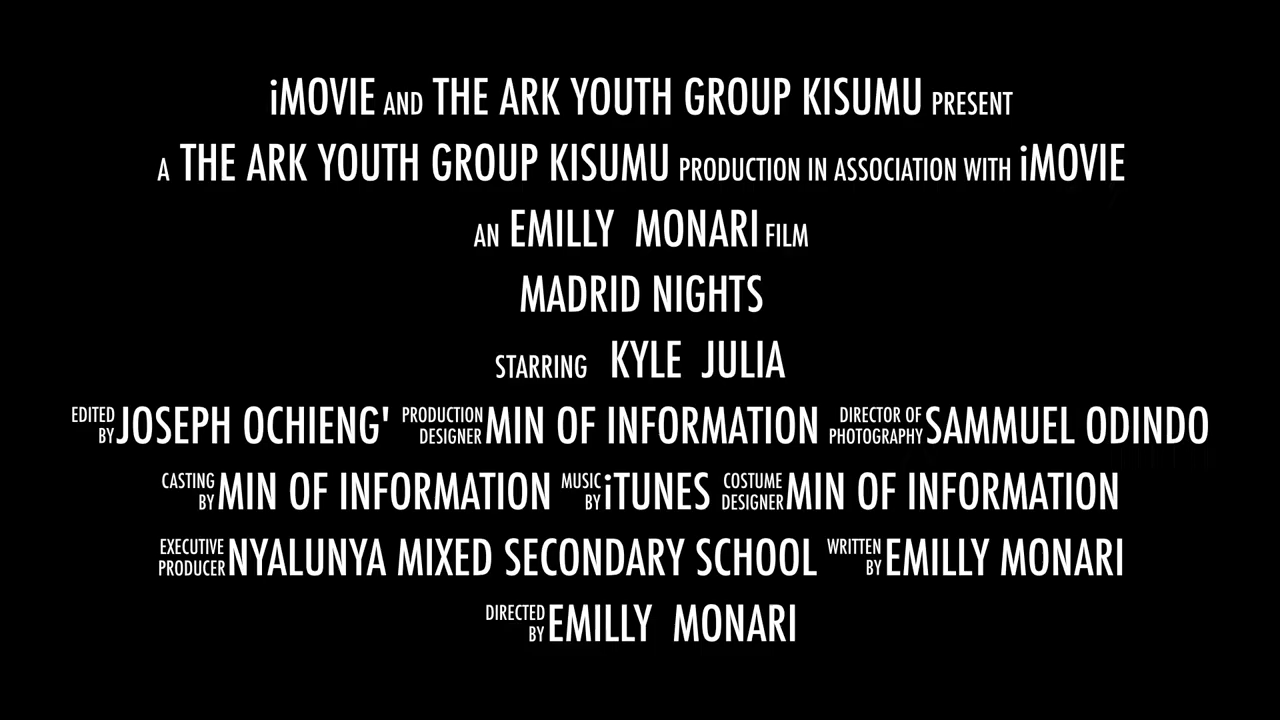 iMOVIE AND THE ARK YOUTH GROUP KISUMU PRESENT
A THE ARK YOUTH GROUP KISUMU PRODUCTION IN ASSOCIATION WITH iMOVIE
AN EMILLY MONARI FILM
MADRID NIGHTS
STARRING KYLE JULIA
EDITED BY JOSEPH OCHIENG' PRODUCTION DESIGNER MIN OF INFORMATION DIRECTOR OF PHOTOGRAPHY SAMMUEL ODINDO
CASTING BY MIN OF INFORMATION MUSIC BY iTUNES COSTUME DESIGNER MIN OF INFORMATION
EXECUTIVE PRODUCER NYALUNYA MIXED SECONDARY SCHOOL WRITTEN BY EMILLY MONARI
DIRECTED BY EMILLY MONARI